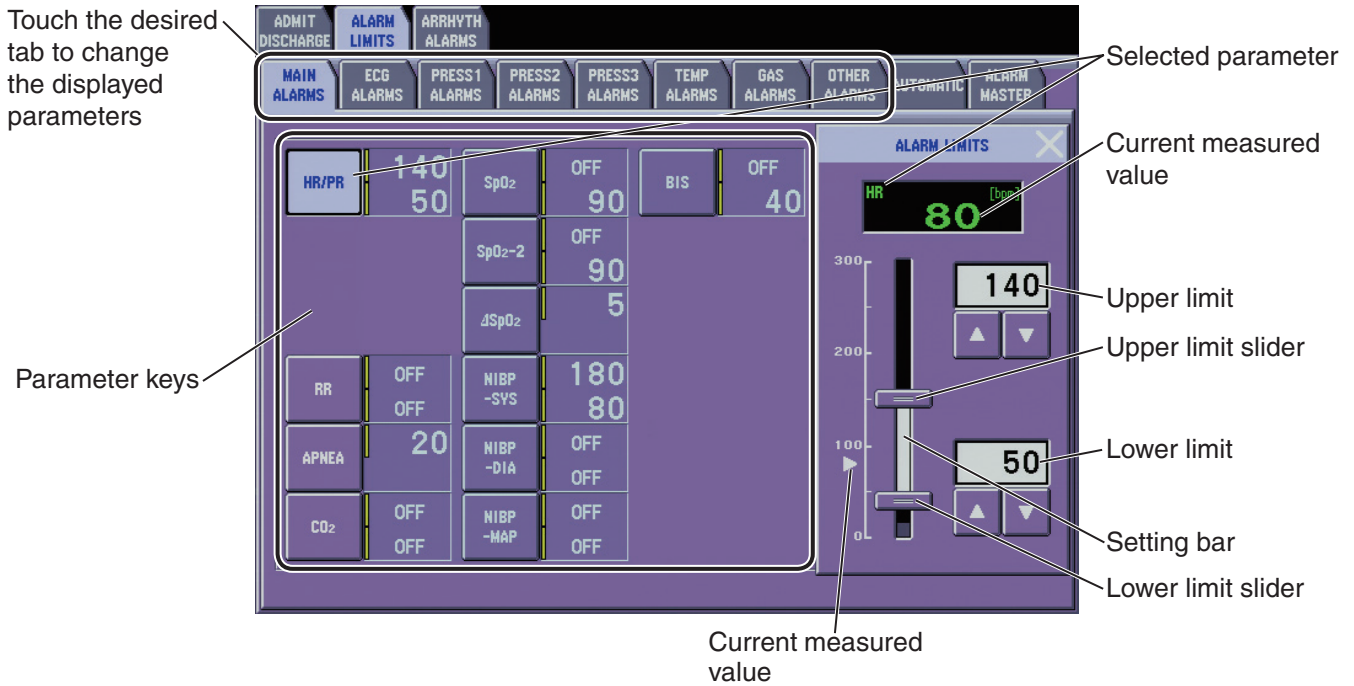 Touch the desired
tab to change
the displayed
parameters
ADMIT
DISCHARGE
ALARM
LIMITS
ARRHYTH
ALARMS
MAIN
ALARMS
ECG
ALARMS
PRESS1
ALARMS
PRESS2
ALARMS
PRESS3
ALARMS
TEMP
ALARMS
GAS
ALARMS
OTHER
ALARMS
AUTOMATIC
ALARM
MASTER
Selected parameter
Current measured
value
Upper limit
Upper limit slider
Lower limit
Setting bar
Lower limit slider
Parameter keys
HR/PR
140
50
SpO2
OFF
90
BIS
OFF
40
SpO2-2
OFF
90
ΔSpO2
5
RR
OFF
OFF
NIBP
-SYS
180
80
APNEA
20
NIBP
-DIA
OFF
OFF
CO2
OFF
OFF
NIBP
-MAP
OFF
OFF
ALARM LIMITS
HR
[bpm]
80
300
200
100
0
140
50
Current measured
value